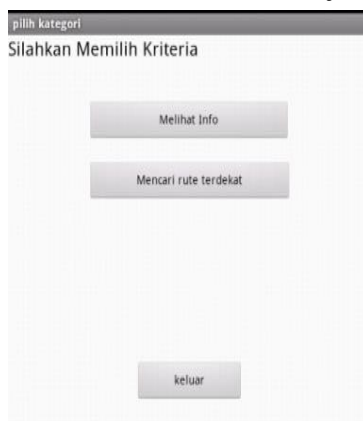 pilih kategori
Silahkan Memilih Kriteria
Melihat Info
Mencari rute terdekat
keluar